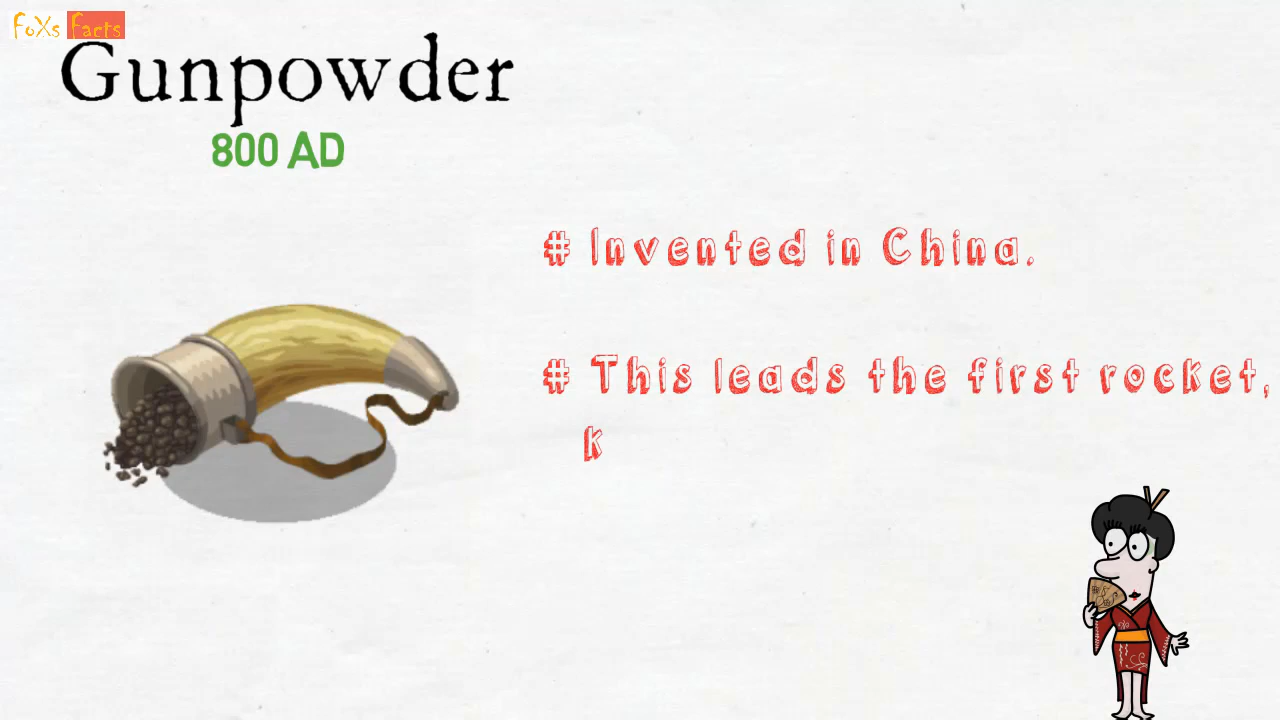 FoXs Facts
Gunpowder
800 AD
# Invented in China.
# This leads the first rocket,
k